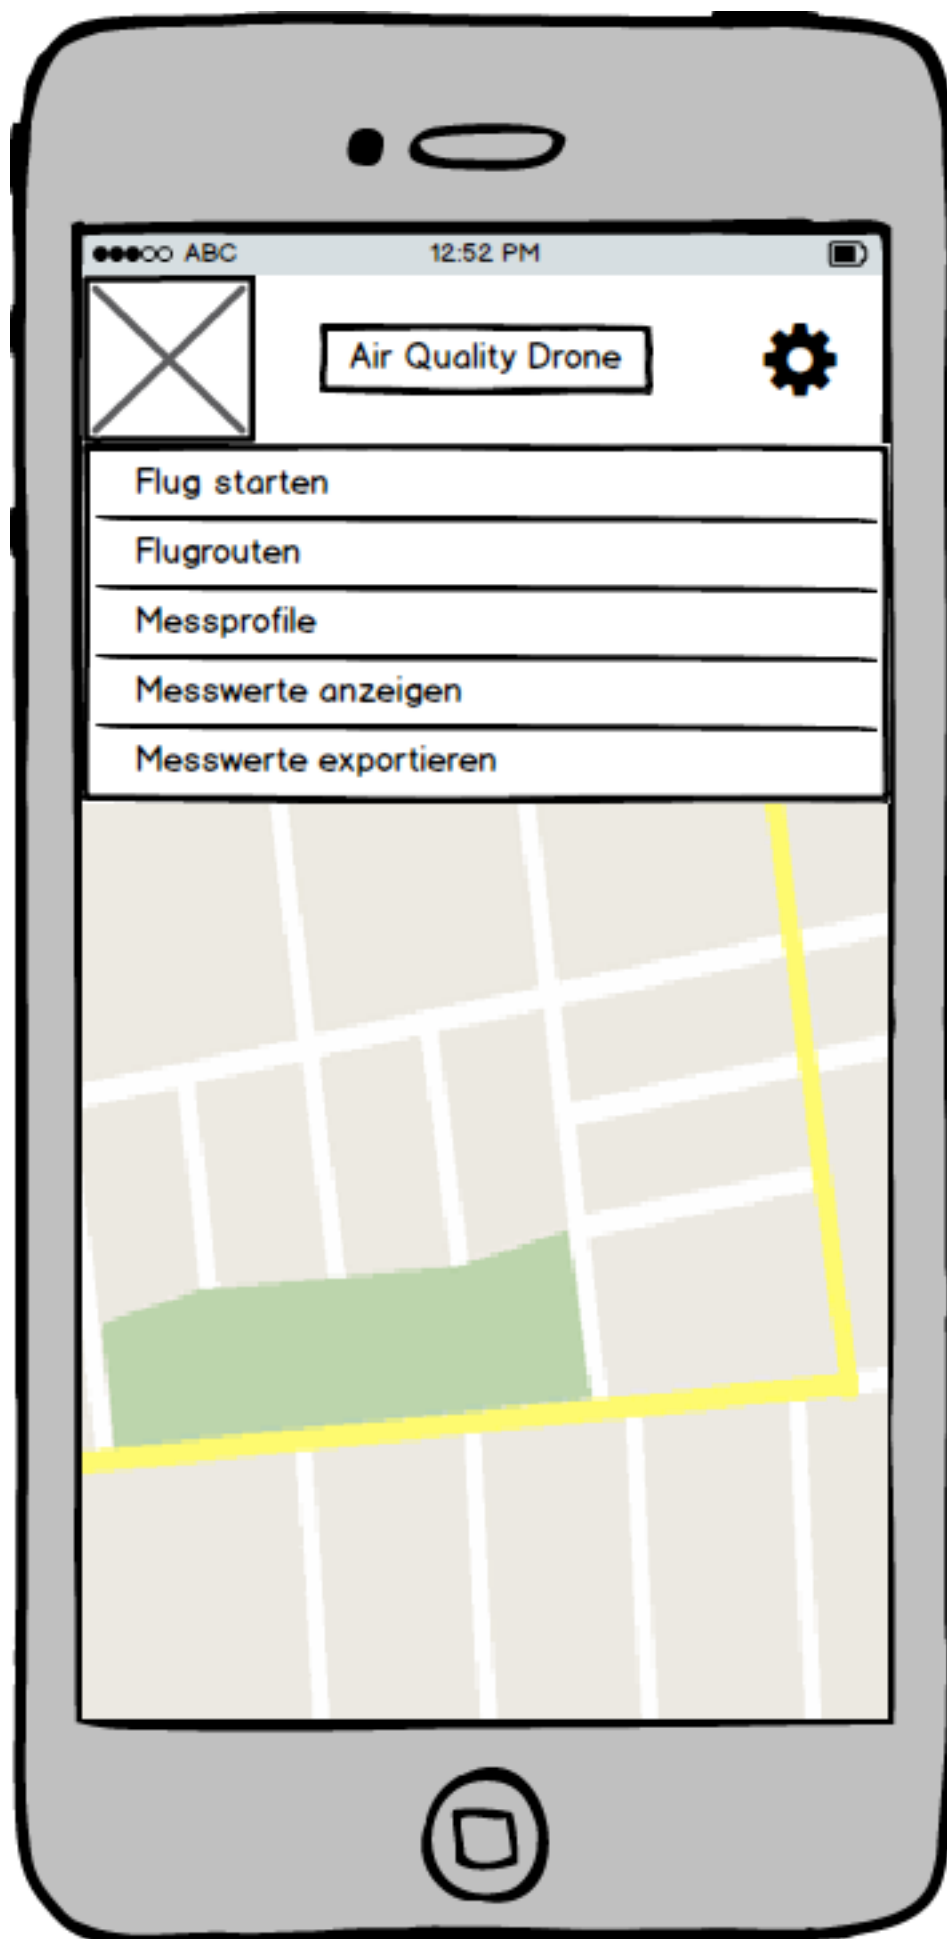 ABC 12:52 PM
Air Quality Drone
Flug starten
Flugrouten
Messprofile
Messwerte anzeigen
Messwerte exportieren